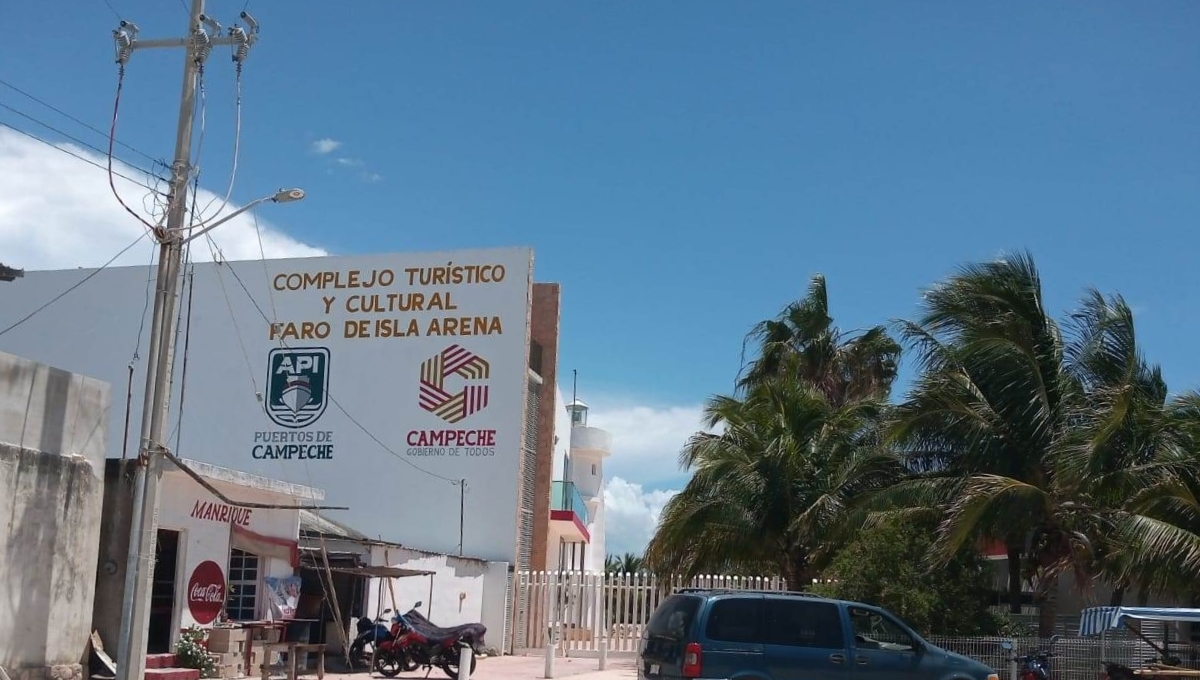 COMPLEJO TURÍSTICO
Y CULTURAL
FARO DE ISLA ARENA
API
PUERTOS DE
CAMPECHE
CAMPECHE
GOBIERNO DE TODOS
MANRIQUE
Coca-Cola